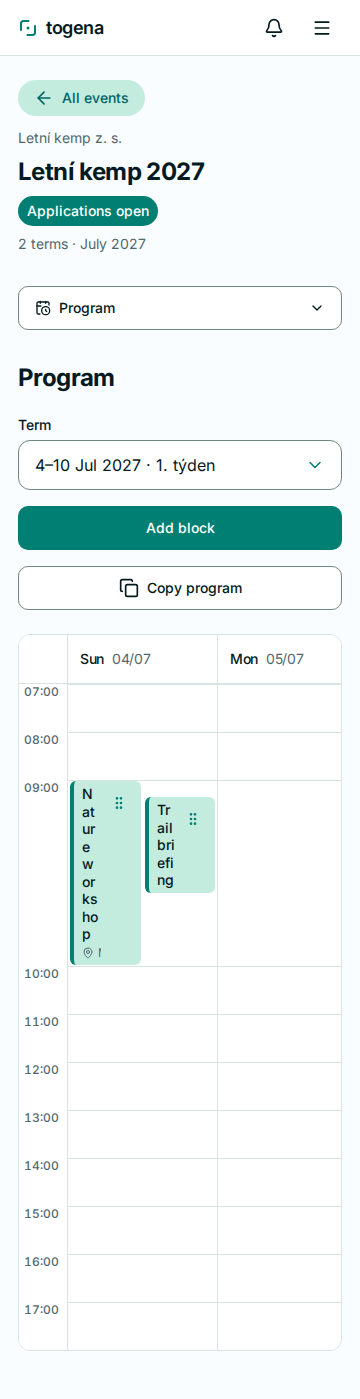 togena
All events
Letní kemp z. s.
Letní kemp 2027
Applications open
2 terms · July 2027
Program
Program
Term
4–10 Jul 2027 · 1. týden
Add block
Copy program
Sun 04/07
Mon 05/07
07:00
08:00
09:00
N
at
ur
e
w
or
ks
ho
p
Tr
ail
bri
efi
ng
10:00
11:00
12:00
13:00
14:00
15:00
16:00
17:00